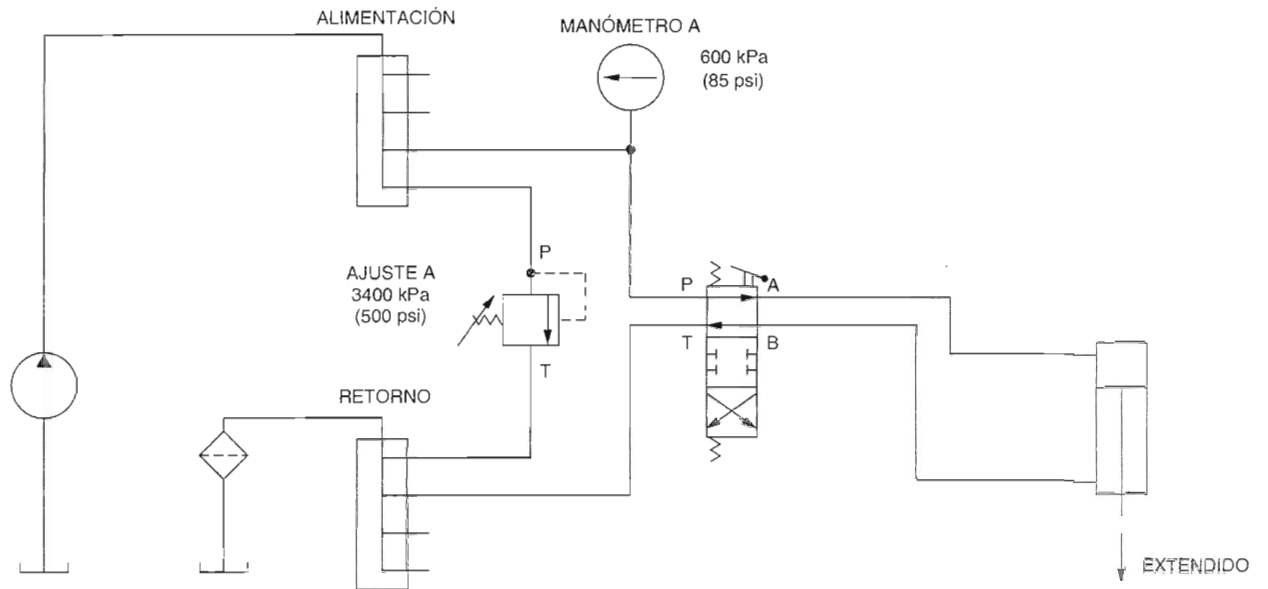 ALIMENTACIÓN
MANÓMETRO A
600 kPa
(85 psi)
P
AJUSTE A
3400 kPa
(500 psi)
P
A
T
B
T
RETORNO
EXTENDIDO